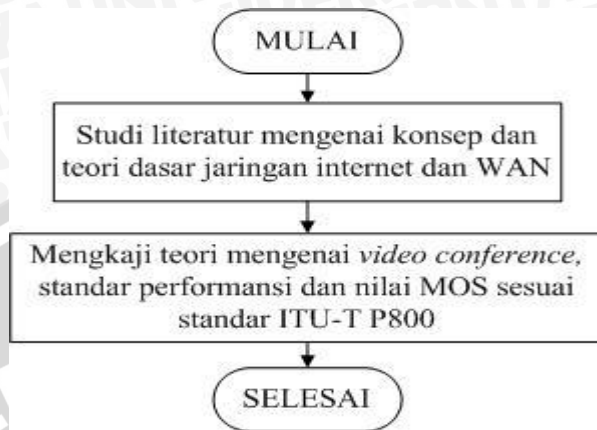 MULAI
Studi literatur mengenai konsep dan
teori dasar jaringan internet dan WAN
Mengkaji teori mengenai video conference,
standar performansi dan nilai MOS sesuai
standar ITU-T P800
SELESAI